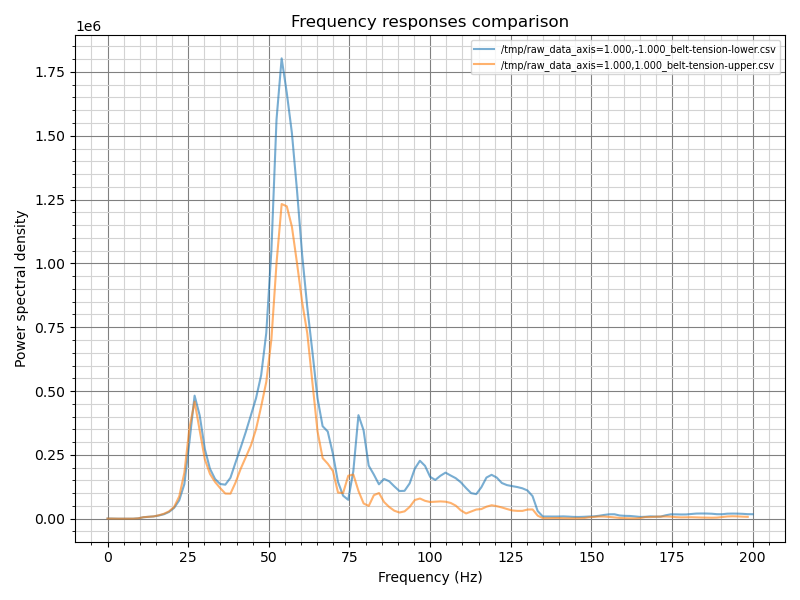 Frequency responses comparison
1e6
/tmp/raw_data_axis=1.000,-1.000_belt-tension-lower.csv
/tmp/raw_data_axis=1.000,1.000_belt-tension-upper.csv
1.75
1.50
1.25
1.00
0.75
0.50
0.25
0.00
Power spectral density
0 25 50 75 100 125 150 175 200
Frequency (Hz)